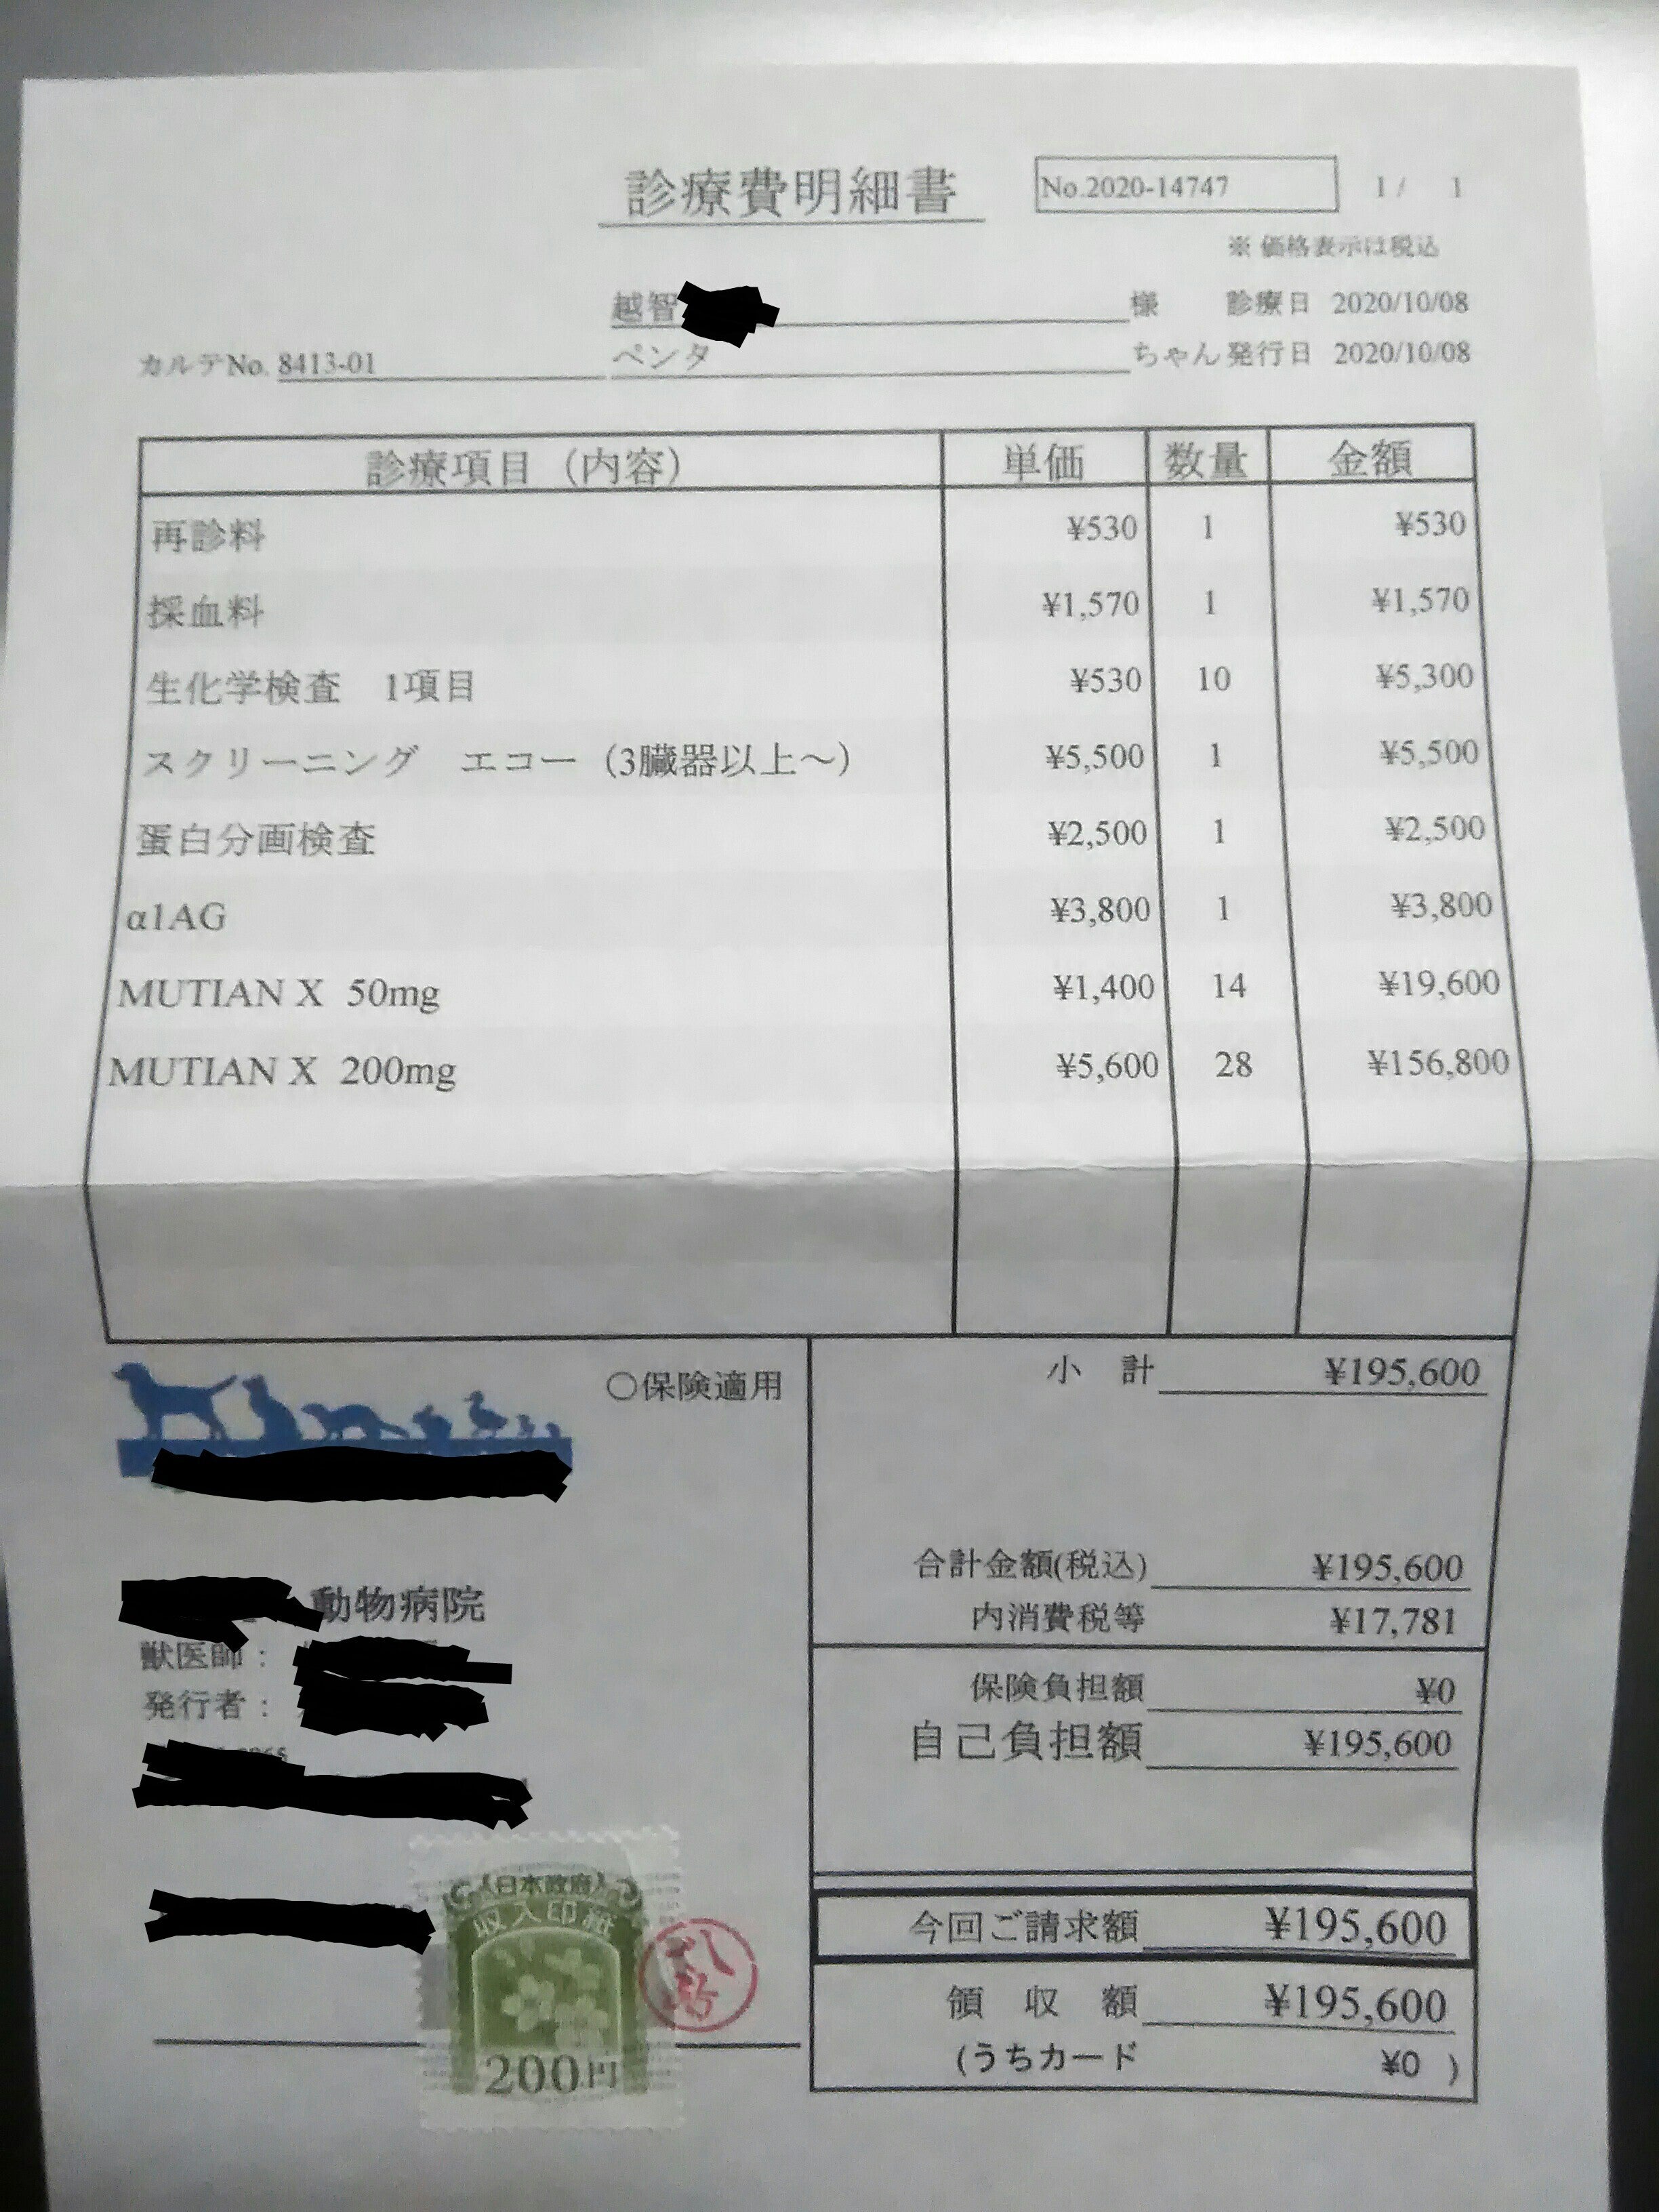 診療費明細書 No.2020-14747 1 / 1
※ 価格表示は税込
越智 様 診療日 2020/10/08
カルテNo. 8413-01 ペンタ ちゃん 発行日 2020/10/08
診療項目（内容） 単価 数量 金額
再診料 ¥530 1 ¥530
採血料 ¥1,570 1 ¥1,570
生化学検査 1項目 ¥530 10 ¥5,300
スクリーニング エコー（3臓器以上～） ¥5,500 1 ¥5,500
蛋白分画検査 ¥2,500 1 ¥2,500
α1AG ¥3,800 1 ¥3,800
MUTIAN X 50mg ¥1,400 14 ¥19,600
MUTIAN X 200mg ¥5,600 28 ¥156,800
○保険適用
小 計 ¥195,600
合計金額(税込) ¥195,600
内消費税等 ¥17,781
保険負担額 ¥0
自己負担額 ¥195,600
今回ご請求額 ¥195,600
領 収 額 ¥195,600
(うちカード ¥0 )
動物病院
獣医師：
発行者：
日本政府
収入印紙
200円